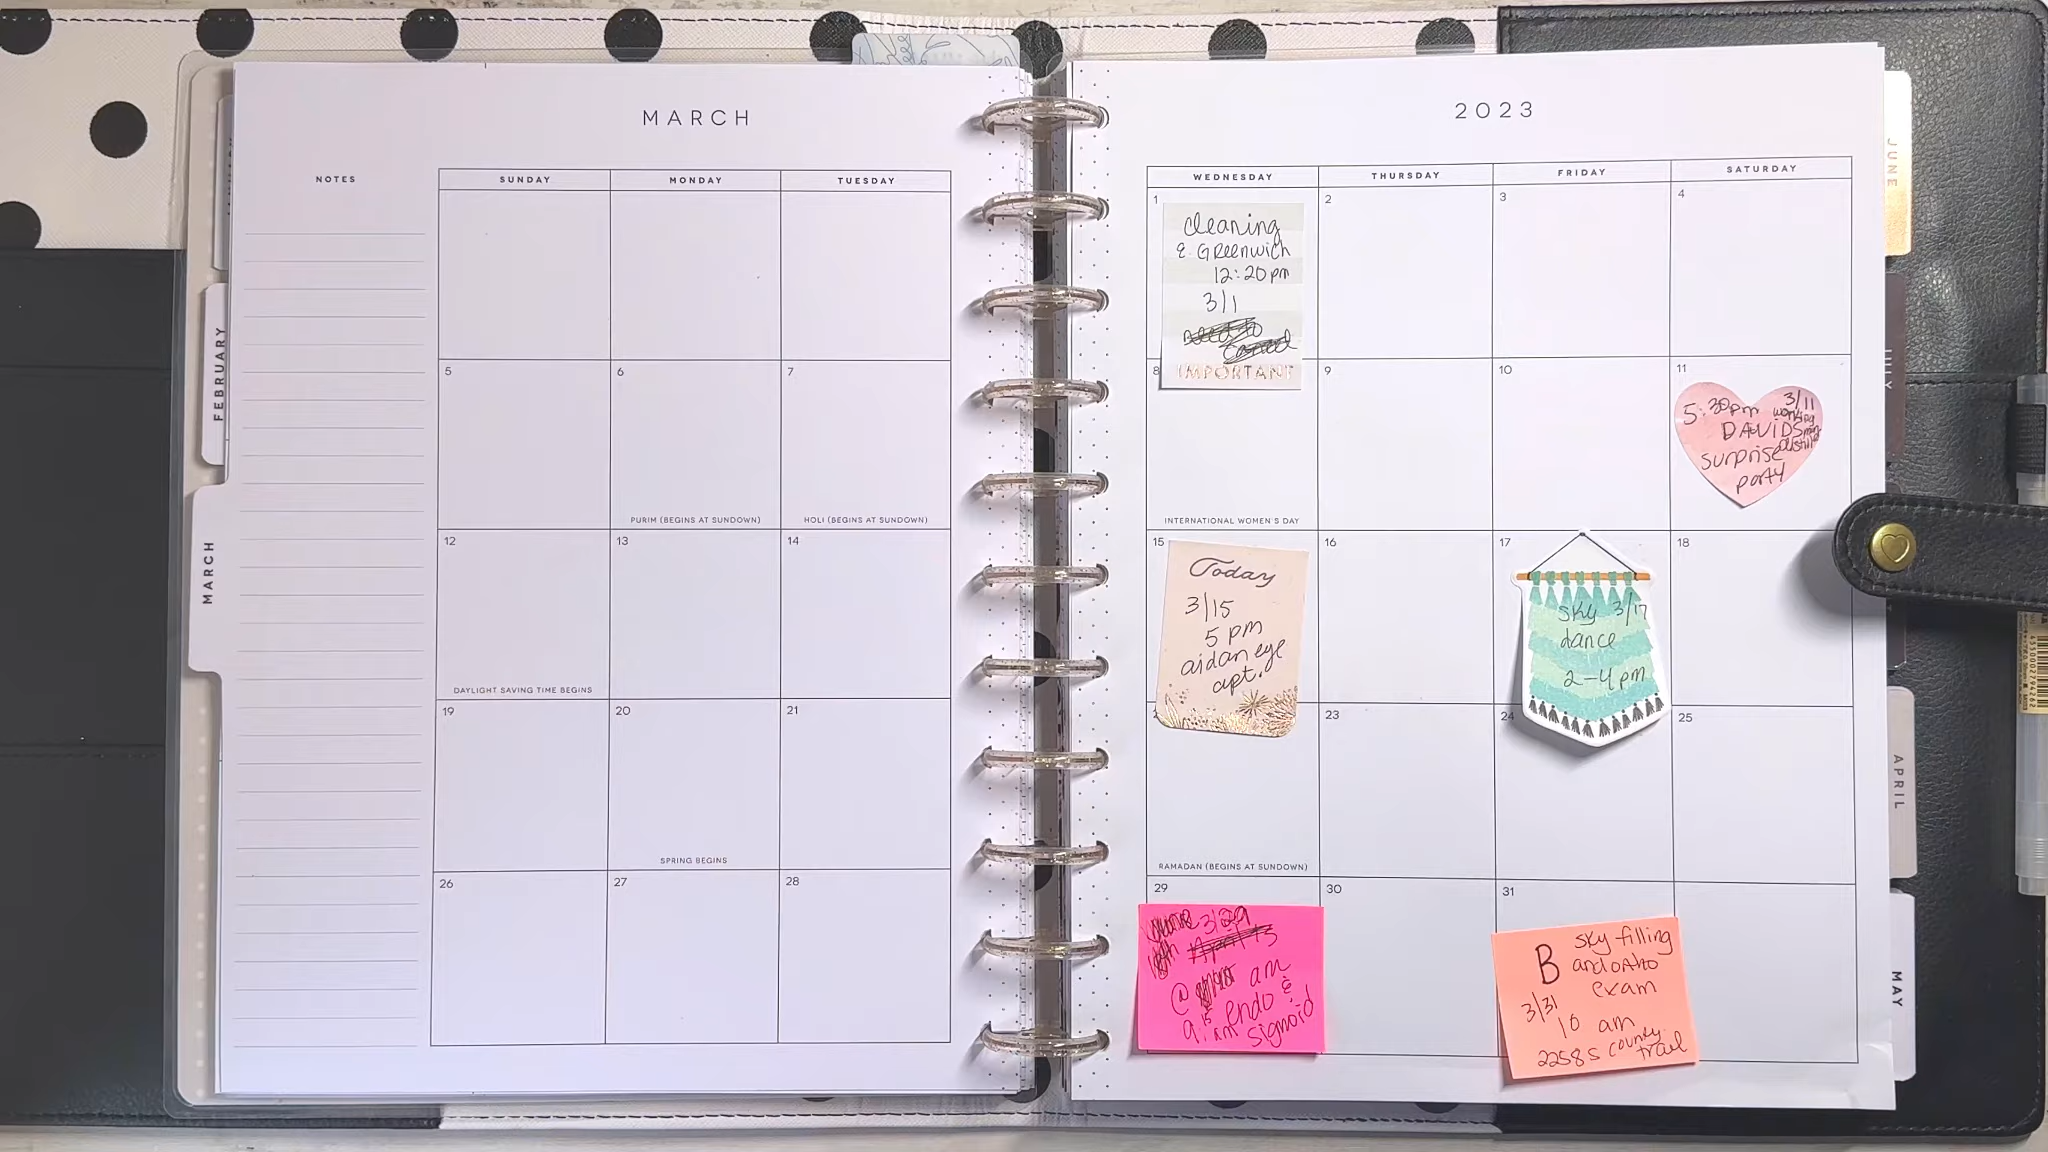 MARCH
2023
NOTES
SUNDAY
MONDAY
TUESDAY
WEDNESDAY
THURSDAY
FRIDAY
SATURDAY
1
2
3
4
cleaning
E. Greenwich
12:20pm
3/1
IMPORTANT
5
6
7
8
9
10
11
5:30pm 3/11
working
DAVIDS
surprise
party
PURIM (BEGINS AT SUNDOWN)
HOLI (BEGINS AT SUNDOWN)
INTERNATIONAL WOMEN'S DAY
12
13
14
15
16
17
18
Today
3/15
5 pm
aidan eye
apt.
sky 3/17
dance
2-4pm
DAYLIGHT SAVING TIME BEGINS
19
20
21
23
24
25
SPRING BEGINS
RAMADAN (BEGINS AT SUNDOWN)
26
27
28
29
30
31
3/29
@ am
endo &
9:15 am sigmoid
B sky filling
and
exam
3/31
10 am
2258 s county
trail
FEBRUARY
MARCH
JUNE
JULY
APRIL
MAY